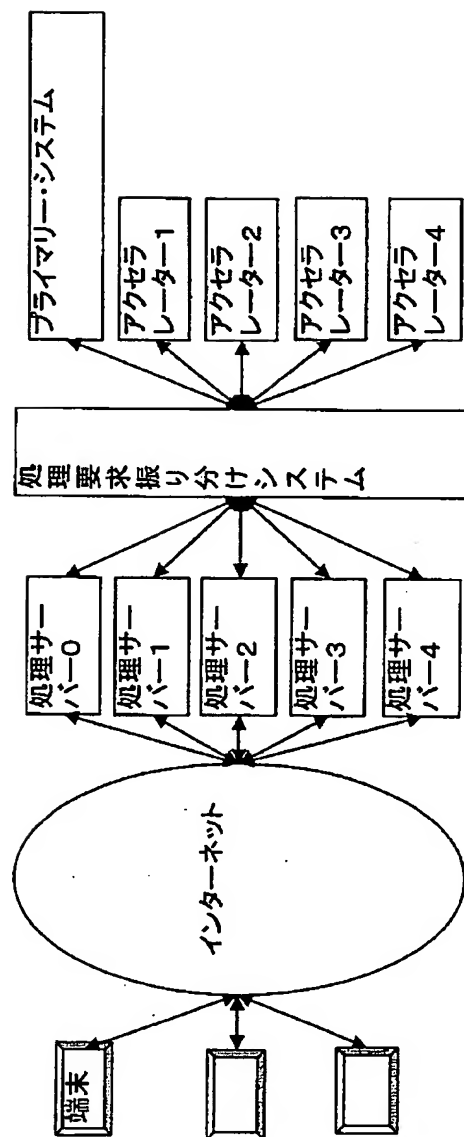 端末
インターネット
処理サー
バー0
処理サー
バー1
処理サー
バー2
処理サー
バー3
処理サー
バー4
処理要求振り分けシステム
プライマリー・システム
アクセラ
レーター1
アクセラ
レーター2
アクセラ
レーター3
アクセラ
レーター4